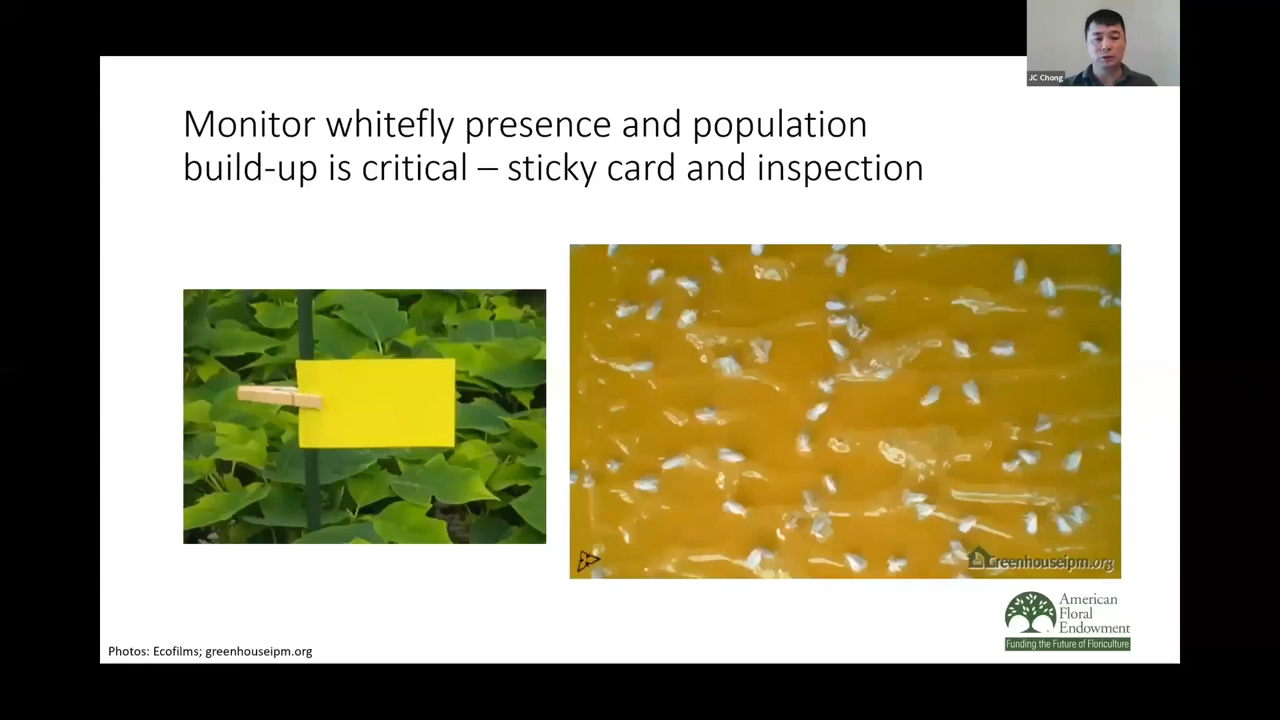 JC Chong
Monitor whitefly presence and population
build-up is critical – sticky card and inspection
Greenhouseipm.org
American
Floral
Endowment
Funding the Future of Floriculture
Photos: Ecofilms; greenhouseipm.org